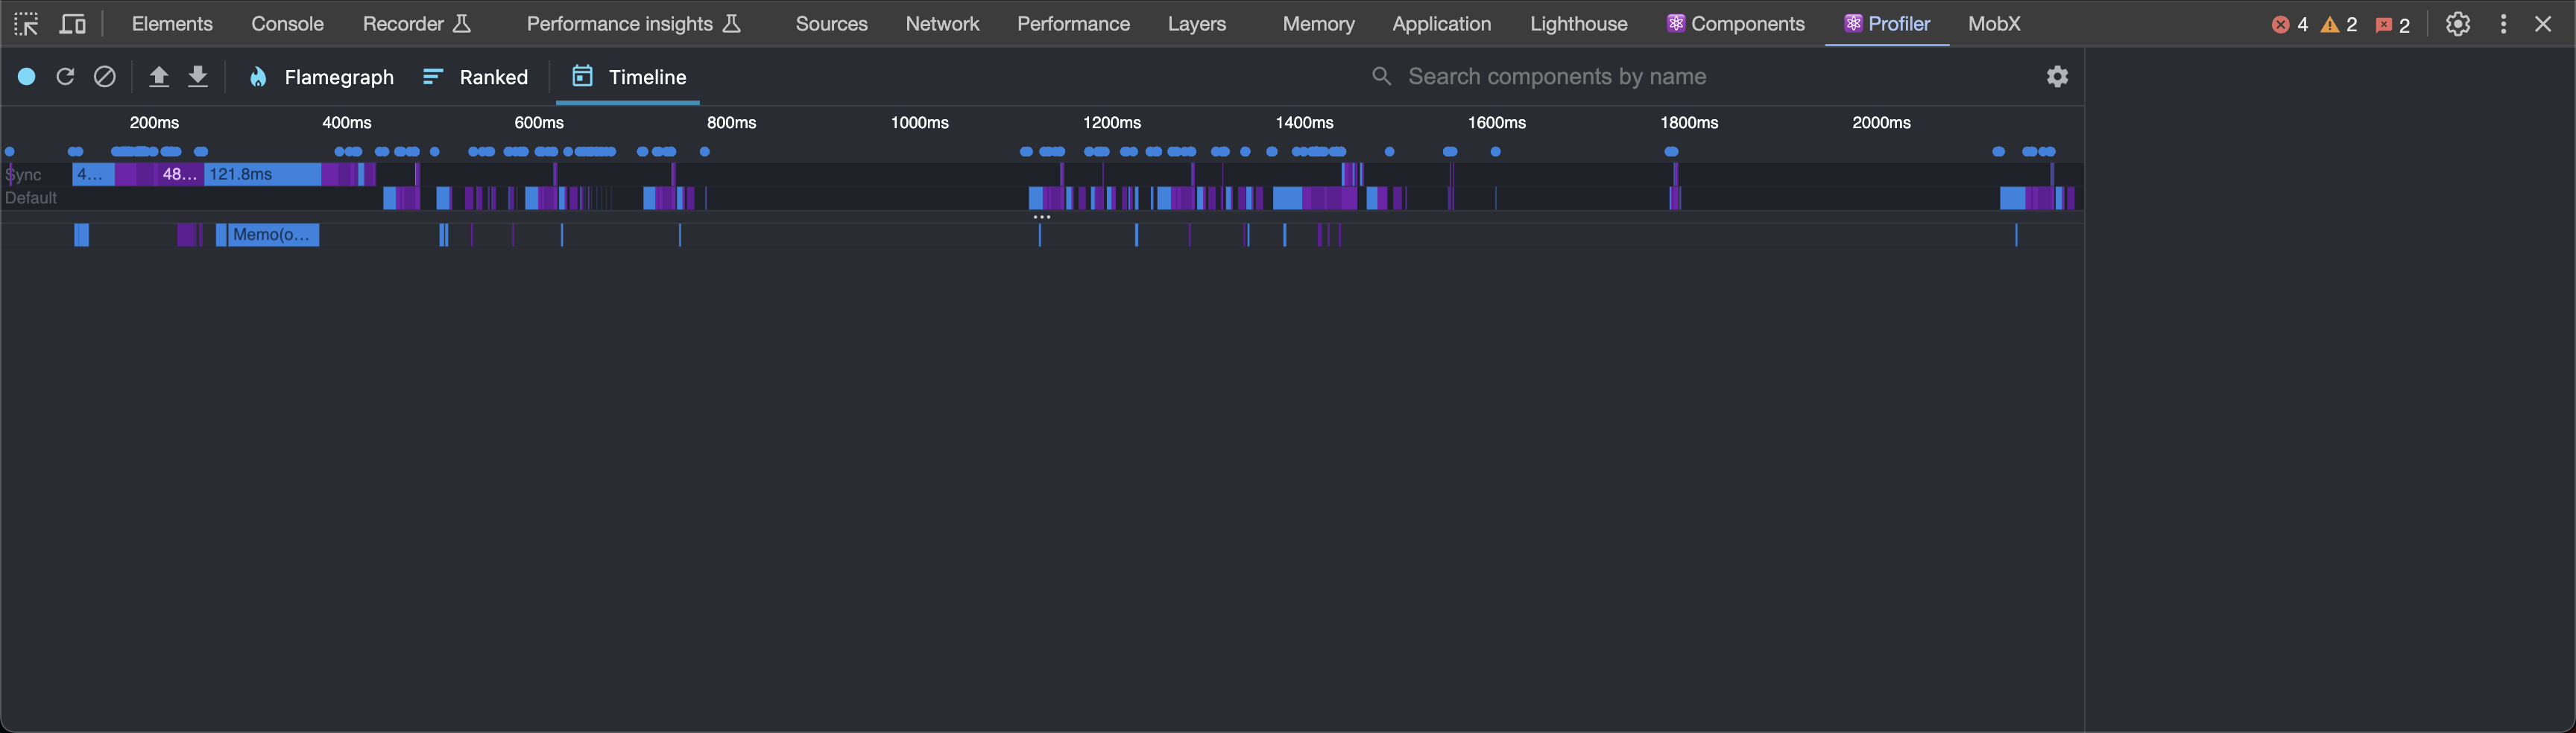 Elements Console Recorder Performance insights Sources Network Performance Layers Memory Application Lighthouse Components Profiler MobX 4 2 2
Flamegraph Ranked Timeline Search components by name
200ms 400ms 600ms 800ms 1000ms 1200ms 1400ms 1600ms 1800ms 2000ms
Sync 4... 48... 121.8ms
Default
Memo(o...